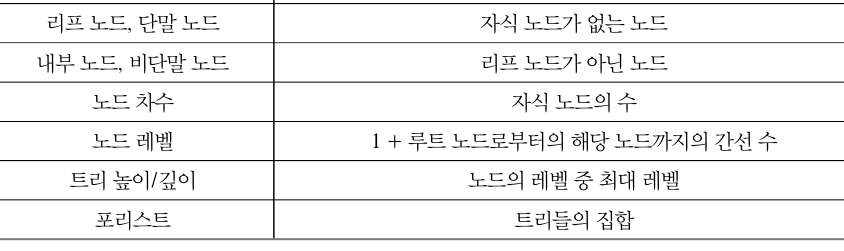 리프 노드, 단말 노드 자식 노드가 없는 노드
내부 노드, 비단말 노드 리프 노드가 아닌 노드
노드 차수 자식 노드의 수
노드 레벨 1 + 루트 노드로부터의 해당 노드까지의 간선 수
트리 높이/깊이 노드의 레벨 중 최대 레벨
포리스트 트리들의 집합